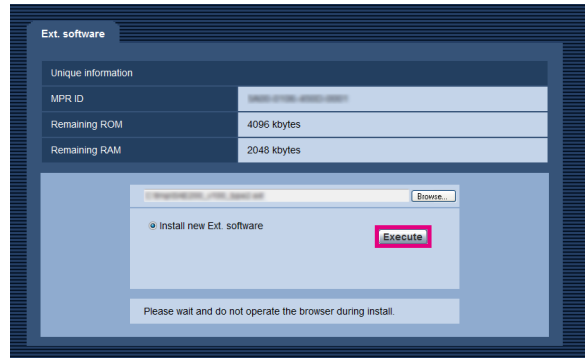 Ext. software
Unique information
MPR ID
Remaining ROM 4096 kbytes
Remaining RAM 2048 kbytes
Browse...
Install new Ext. software
Execute
Please wait and do not operate the browser during install.